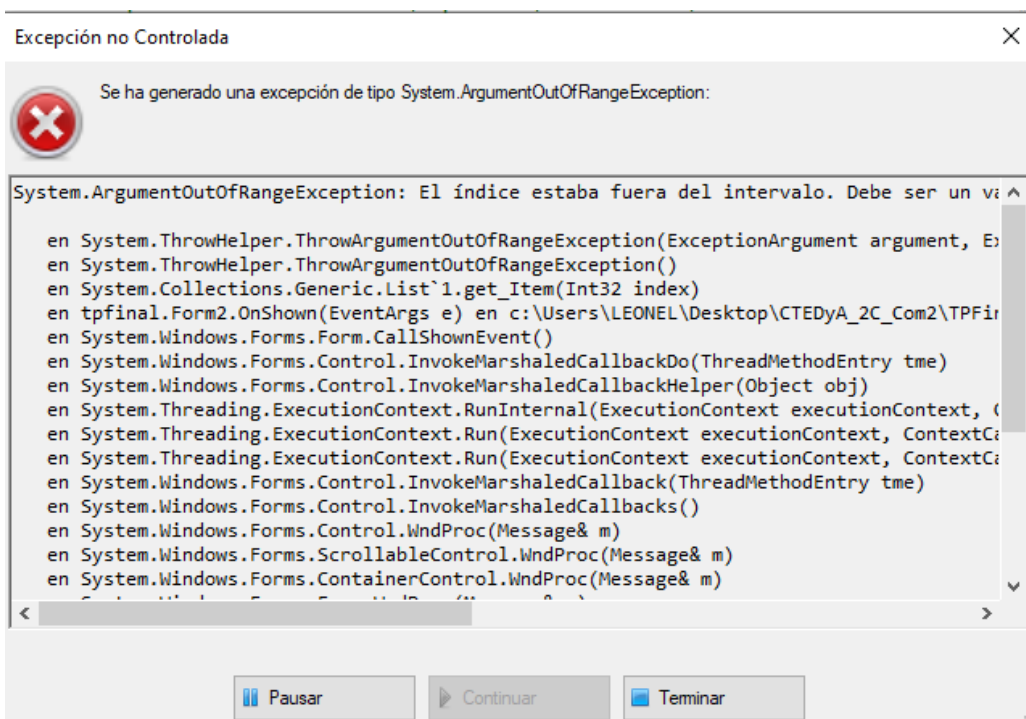 Excepción no Controlada
Se ha generado una excepción de tipo System.ArgumentOutOfRangeException:
System.ArgumentOutOfRangeException: El índice estaba fuera del intervalo. Debe ser un
en System.ThrowHelper.ThrowArgumentOutOfRangeException(ExceptionArgument argument,
en System.ThrowHelper.ThrowArgumentOutOfRangeException()
en System.Collections.Generic.List`1.get_Item(Int32 index)
en tpfinal.Form2.OnShown(EventArgs e) en c:\Users\LEONEL\Desktop\CTEDyA_2C_Com2\
en System.Windows.Forms.Form.CallShownEvent()
en System.Windows.Forms.Control.InvokeMarshaledCallbackDo(ThreadMethodEntry tme)
en System.Windows.Forms.Control.InvokeMarshaledCallbackHelper(Object obj)
en System.Threading.ExecutionContext.RunInternal(ExecutionContext executionContext,
en System.Threading.ExecutionContext.Run(ExecutionContext executionContext,
en System.Threading.ExecutionContext.Run(ExecutionContext executionContext,
en System.Windows.Forms.Control.InvokeMarshaledCallback(ThreadMethodEntry tme)
en System.Windows.Forms.Control.InvokeMarshaledCallbacks()
en System.Windows.Forms.Control.WndProc(Message& m)
en System.Windows.Forms.ScrollableControl.WndProc(Message& m)
en System.Windows.Forms.ContainerControl.WndProc(Message& m)
Pausar
Continuar
Terminar